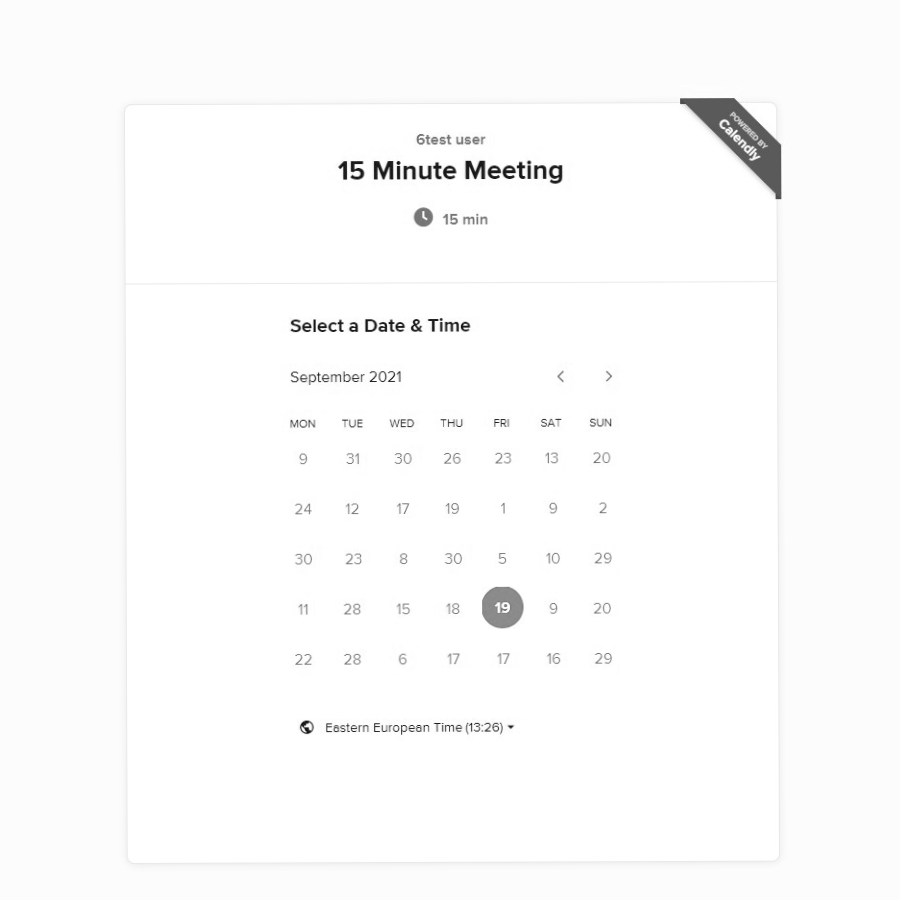 POWERED BY
Calendly
6test user
15 Minute Meeting
15 min
Select a Date & Time
September 2021
MON TUE WED THU FRI SAT SUN
9 31 30 26 23 13 20
24 12 17 19 1 9 2
30 23 8 30 5 10 29
11 28 15 18 19 9 20
22 28 6 17 17 16 29
Eastern European Time (13:26)